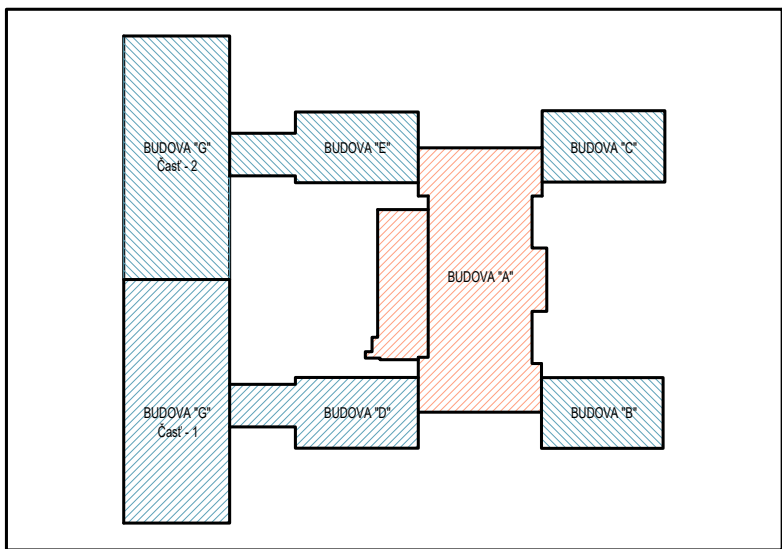 BUDOVA "G"
Časť - 2
BUDOVA "E"
BUDOVA "C"
BUDOVA "A"
BUDOVA "G"
Časť - 1
BUDOVA "D"
BUDOVA "B"